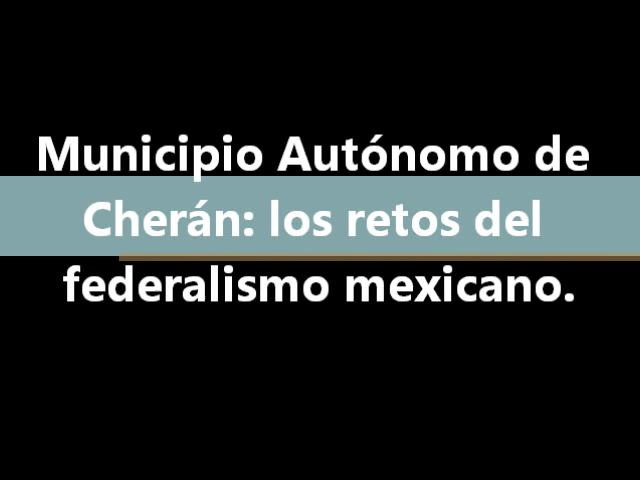 Municipio Autónomo de
Cherán: los retos del
federalismo mexicano.